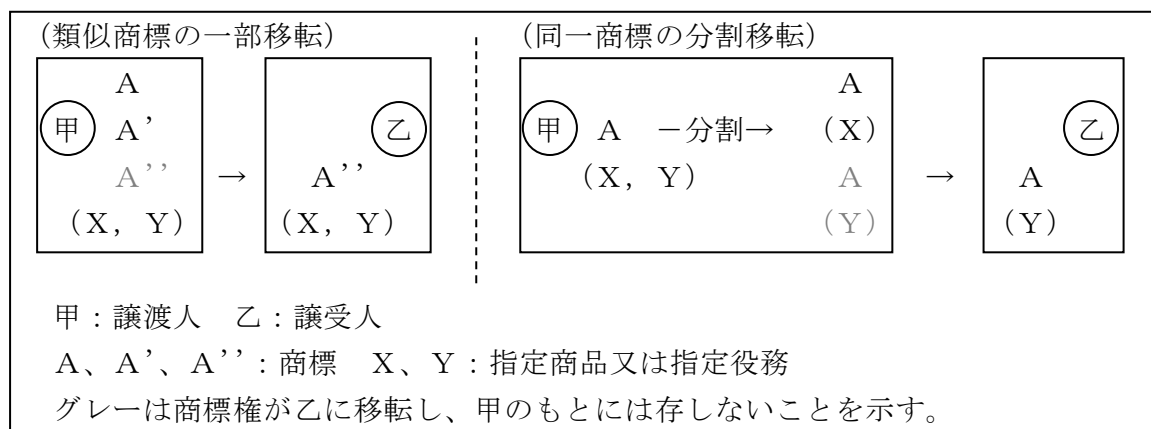 （類似商標の一部移転） （同一商標の分割移転）
Ａ Ａ
甲 Ａ’ 乙 甲 Ａ －分割→ （Ｘ） 乙
Ａ’’ → Ａ’’ （Ｘ，Ｙ） Ａ → Ａ
（Ｘ，Ｙ） （Ｘ，Ｙ） （Ｙ） （Ｙ）
甲：譲渡人 乙：譲受人
Ａ、Ａ’、Ａ’’：商標 Ｘ、Ｙ：指定商品又は指定役務
グレーは商標権が乙に移転し、甲のもとには存しないことを示す。